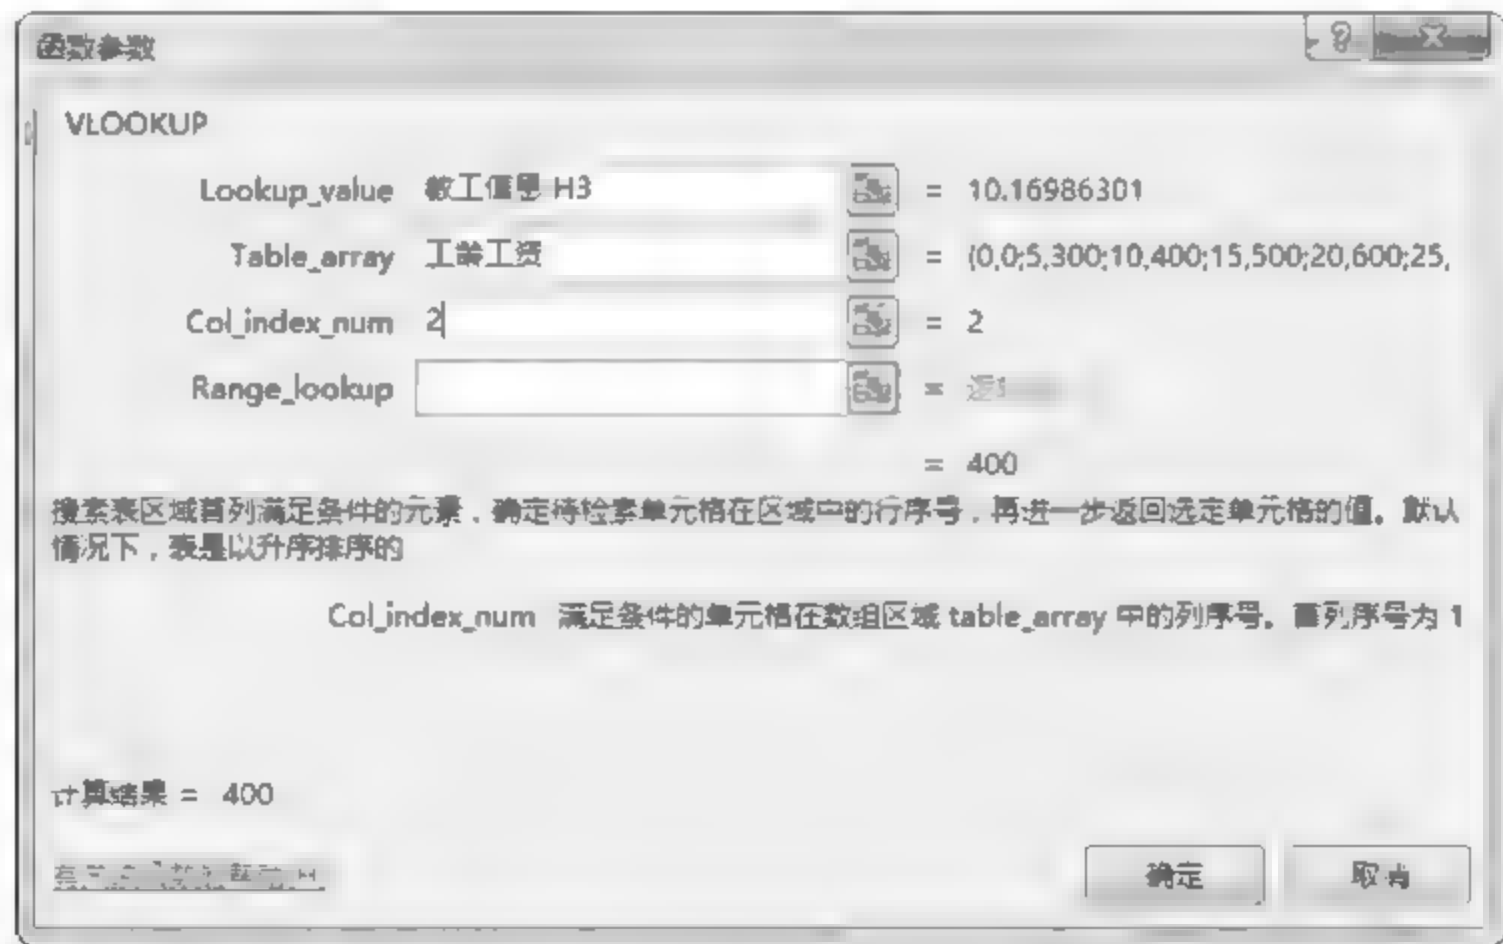 函数参数
VLOOKUP
Lookup_value 教工信息 H3 = 10.16986301
Table_array 工龄工资 = {0,0;5,300;10,400;15,500;20,600;25,
Col_index_num 2 = 2
Range_lookup =
= 400
搜索表区域首列满足条件的元素，确定待检索单元格在区域中的行序号，再进一步返回选定单元格的值。默认
情况下，表是以升序排序的
Col_index_num 满足条件的单元格在数组区域 table_array 中的列序号。首列序号为 1
计算结果 = 400
确定 取消